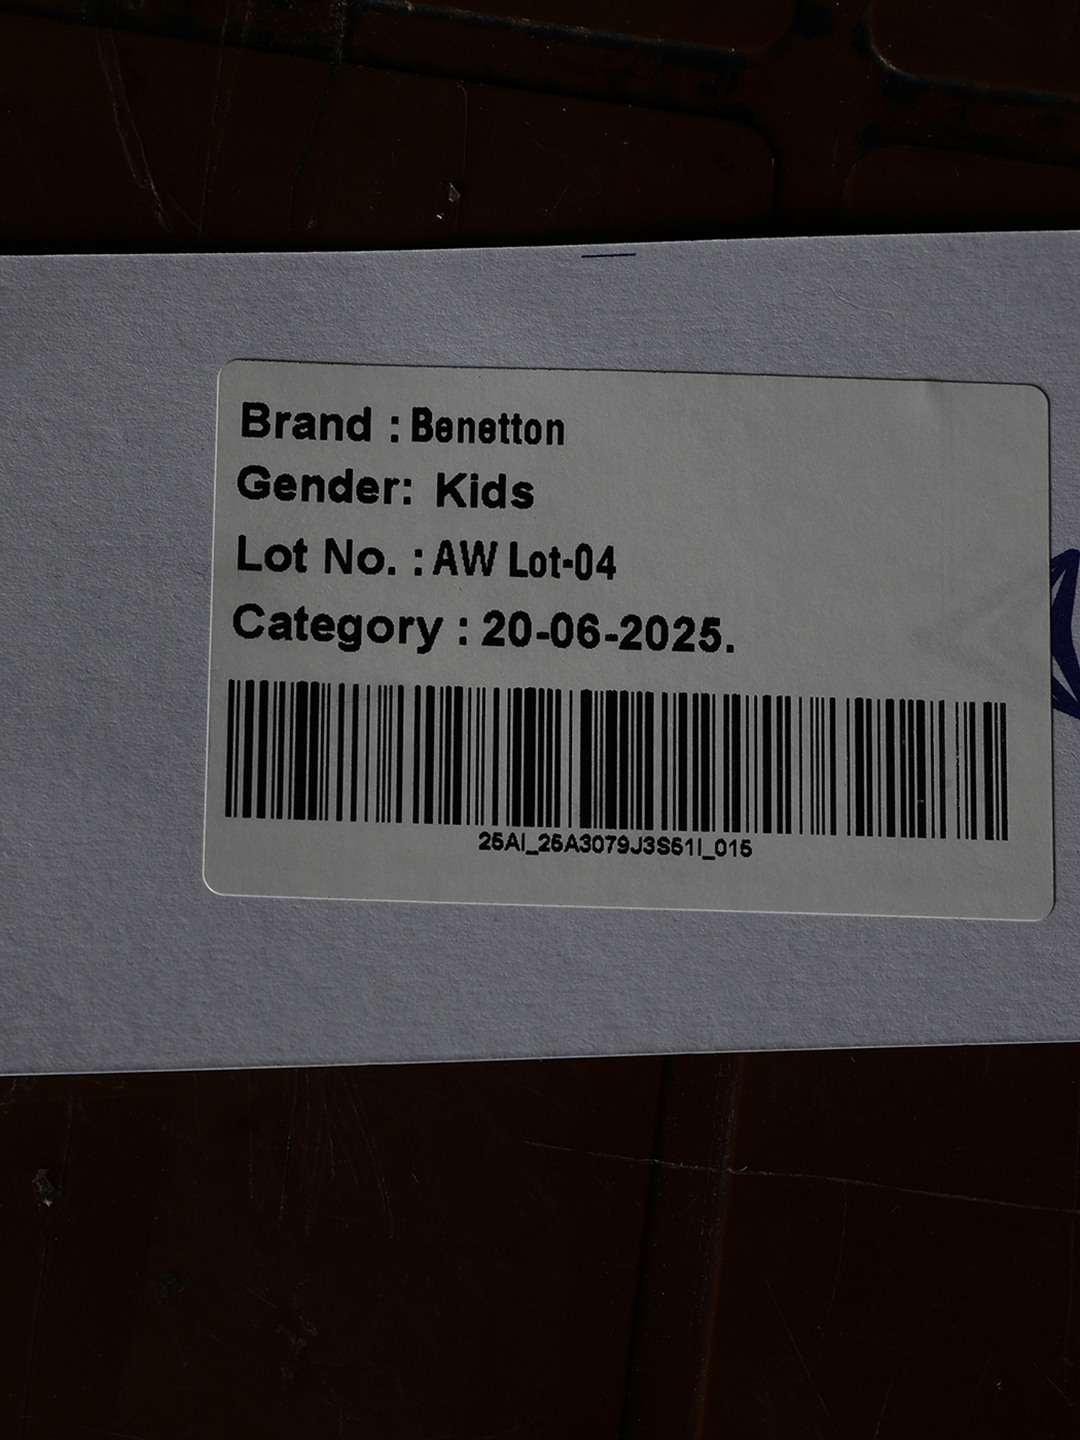 Brand : Benetton
Gender: Kids
Lot No. : AW Lot-04
Category : 20-06-2025.
25AI_25A3079J3S51I_015